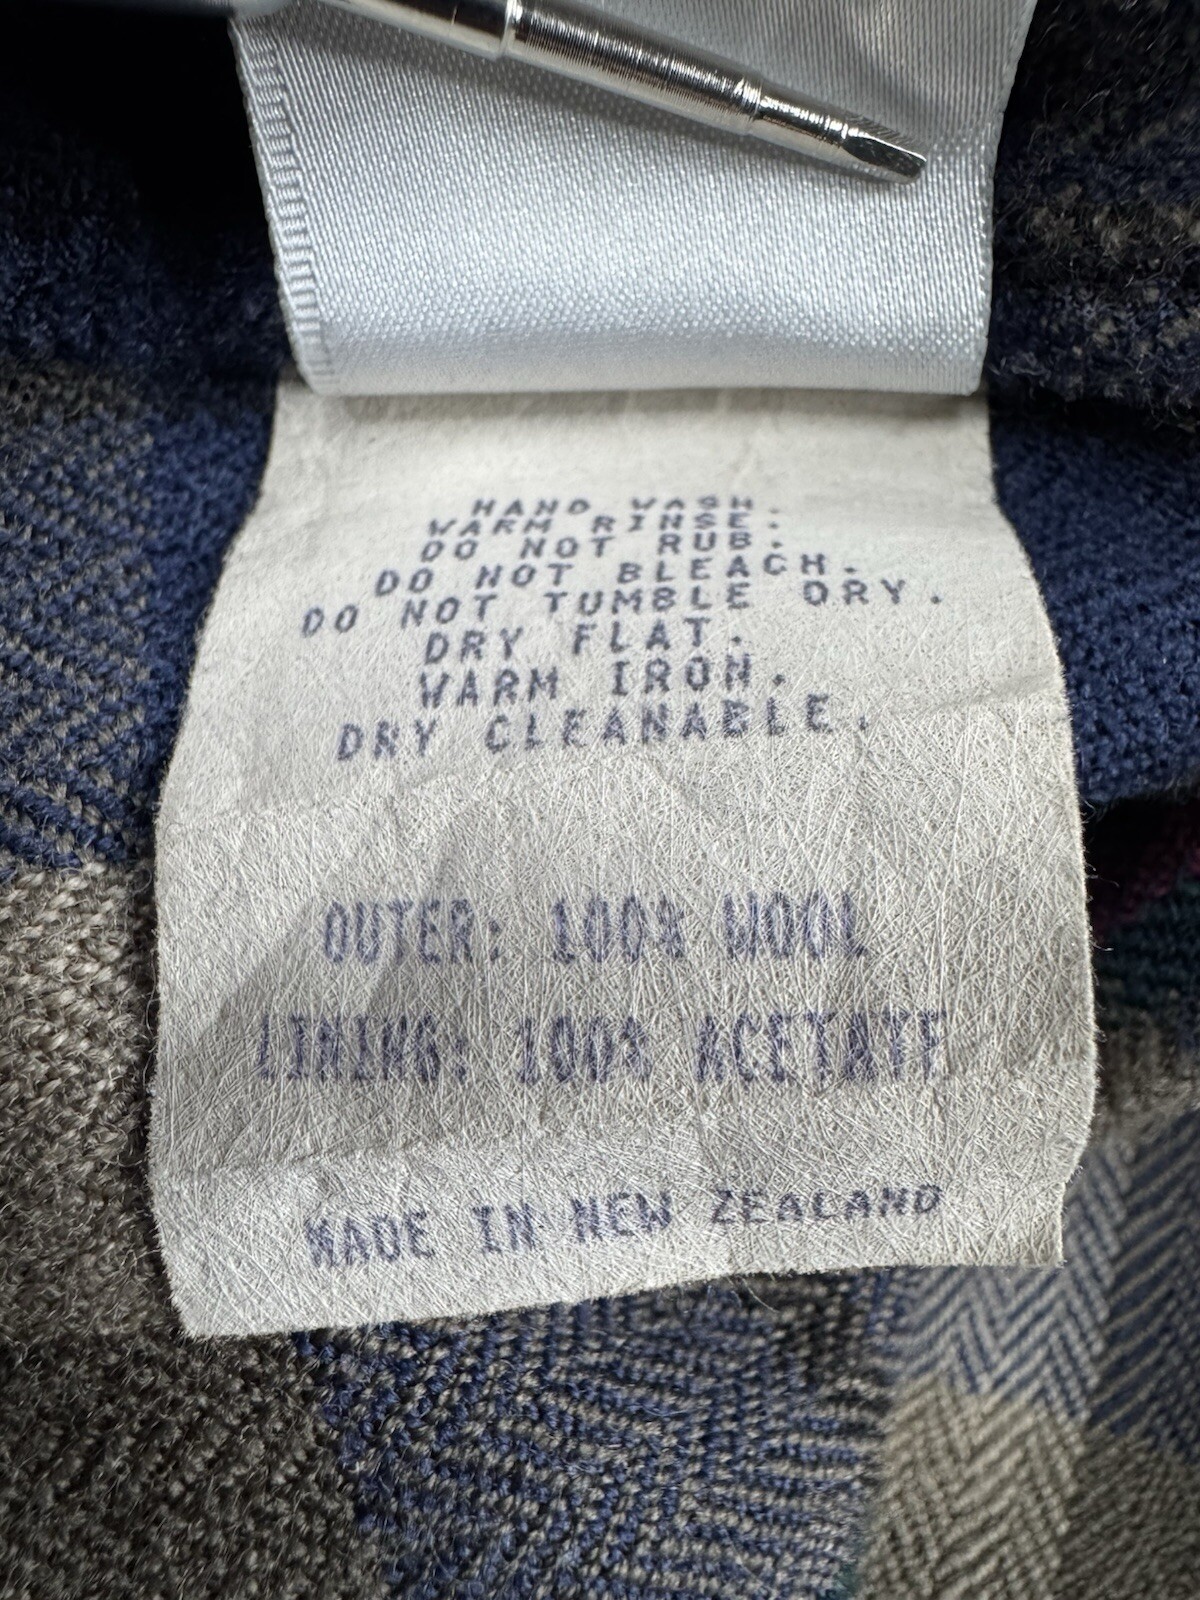 HAND WASH.
WARM RINSE.
DO NOT RUB.
DO NOT BLEACH.
DO NOT TUMBLE DRY.
DRY FLAT.
WARM IRON.
DRY CLEANABLE.
OUTER: 100% WOOL
LINING: 100% ACETATE
MADE IN NEW ZEALAND